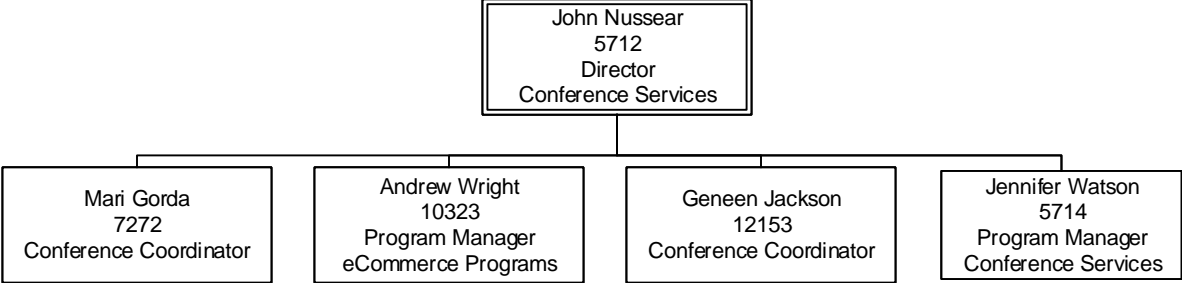 John Nussear
5712
Director
Conference Services
Mari Gorda
7272
Conference Coordinator
Andrew Wright
10323
Program Manager
eCommerce Programs
Geneen Jackson
12153
Conference Coordinator
Jennifer Watson
5714
Program Manager
Conference Services